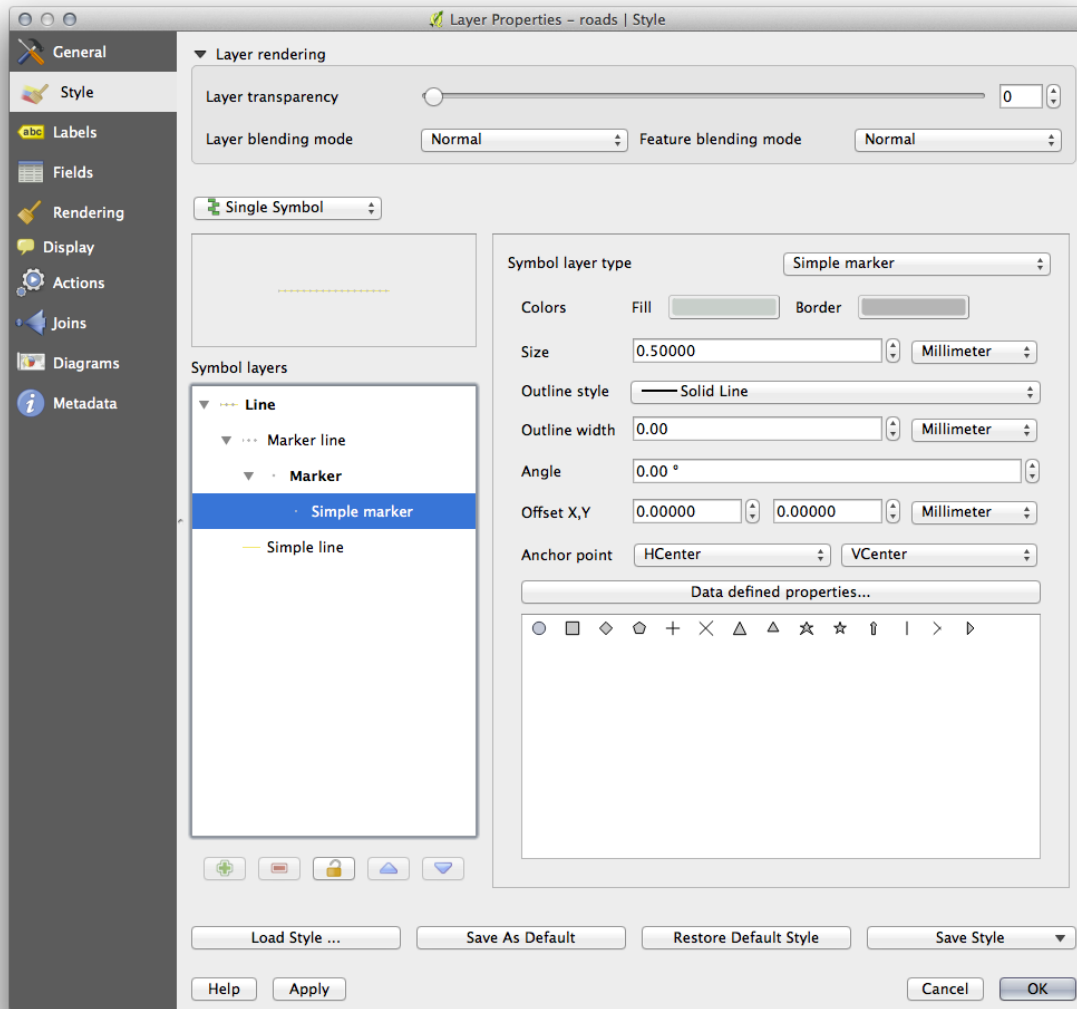 Layer Properties – roads | Style
General
Style
abc Labels
Fields
Rendering
Display
Actions
Joins
Diagrams
i Metadata
Layer rendering
Layer transparency 0
Layer blending mode Normal Feature blending mode Normal
Single Symbol
Symbol layers
Line
Marker line
Marker
Simple marker
Simple line
Symbol layer type Simple marker
Colors Fill Border
Size 0.50000 Millimeter
Outline style Solid Line
Outline width 0.00 Millimeter
Angle 0.00 °
Offset X,Y 0.00000 0.00000 Millimeter
Anchor point HCenter VCenter
Data defined properties...
Load Style ... Save As Default Restore Default Style Save Style
Help Apply Cancel OK